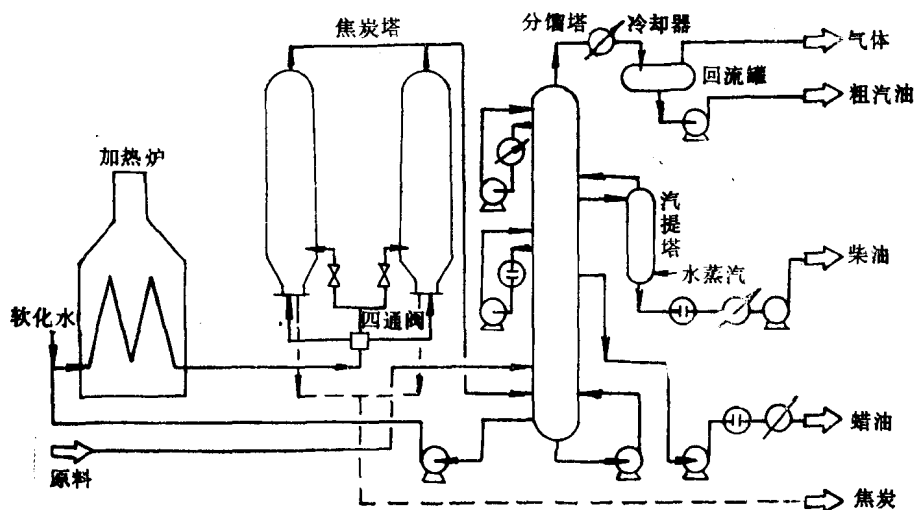 焦炭塔
分馏塔
冷却器
气体
回流罐
粗汽油
加热炉
汽提塔
水蒸汽
柴油
软化水
四通阀
蜡油
原料
焦炭